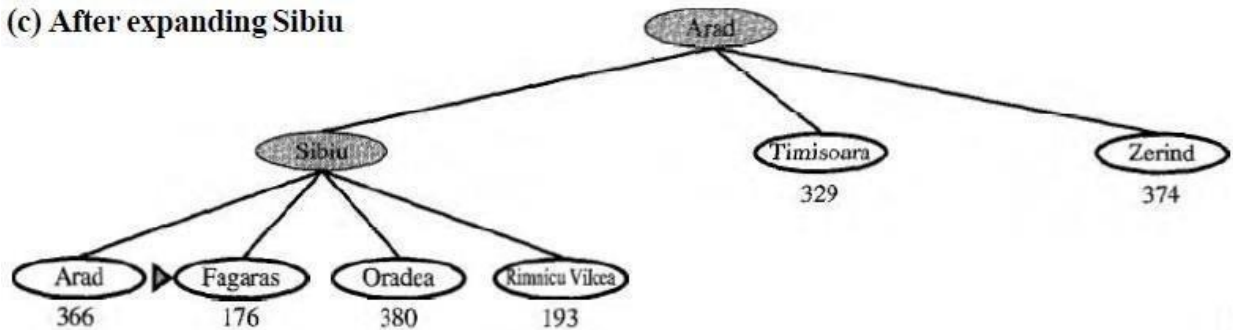 (c) After expanding Sibiu
Arad
Sibiu
Timisoara
Zerind
329
374
Arad
Fagaras
Oradea
Rimnicu Vilcea
366
176
380
193